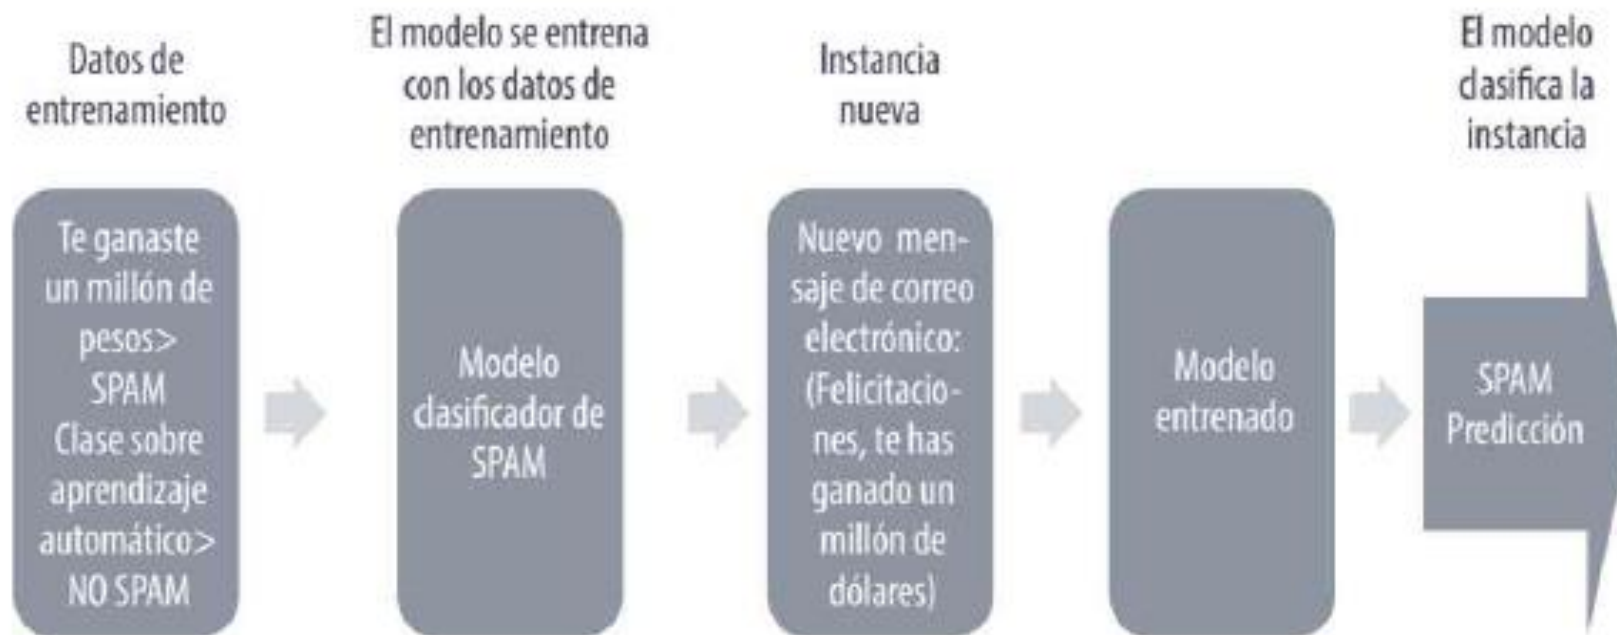 Datos de
entrenamiento
El modelo se entrena
con los datos de
entrenamiento
Instancia
nueva
El modelo
clasifica la
instancia
Te ganaste
un millón de
pesos>
SPAM
Clase sobre
aprendizaje
automático>
NO SPAM
Modelo
clasificador de
SPAM
Nuevo men-
saje de correo
electrónico:
(Felicitacio-
nes, te has
ganado un
millón de
dólares)
Modelo
entrenado
SPAM
Predicción